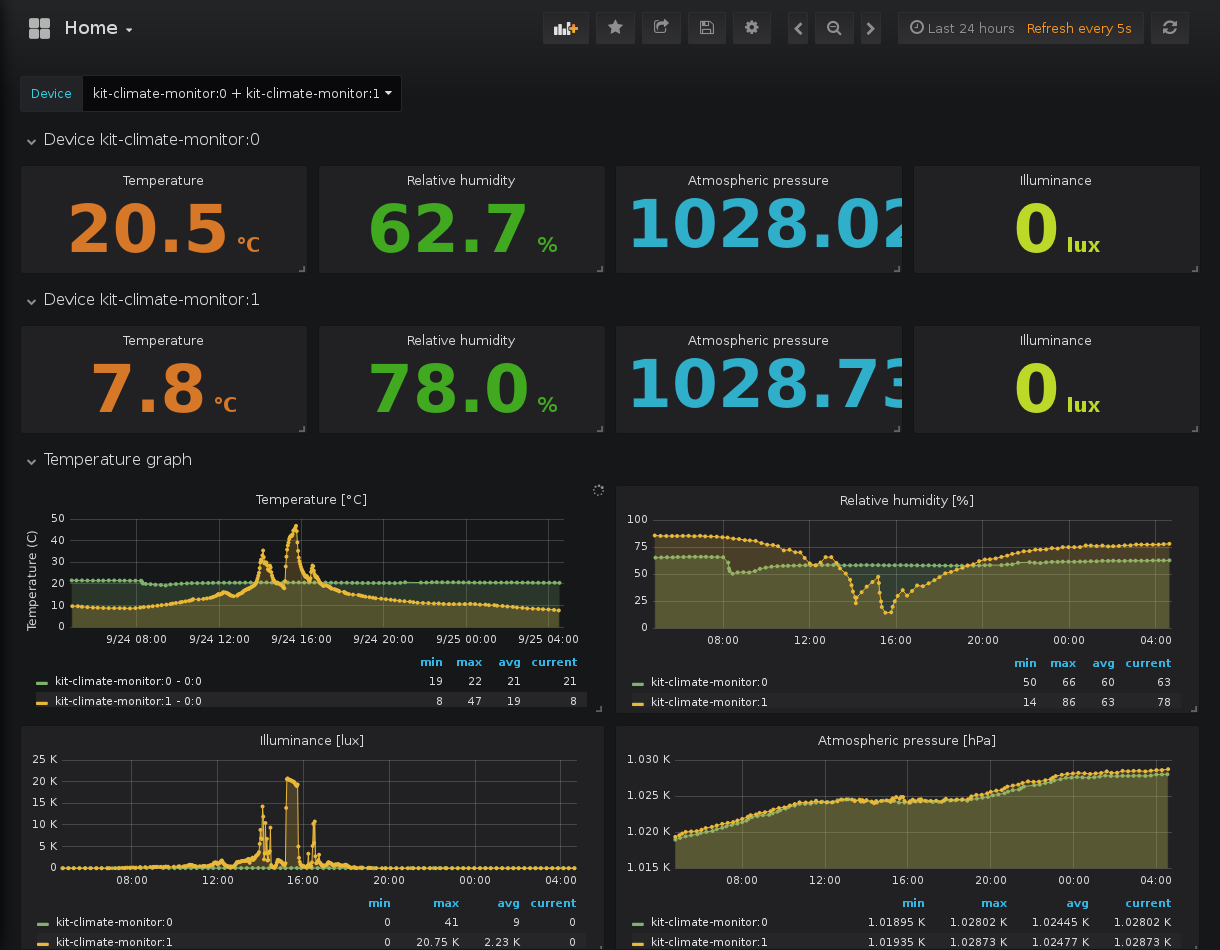 Home
Last 24 hours Refresh every 5s
Device kit-climate-monitor:0 + kit-climate-monitor:1
Device kit-climate-monitor:0
Temperature Relative humidity Atmospheric pressure Illuminance
20.5 °C 62.7 % 1028.02 0 lux
Device kit-climate-monitor:1
Temperature Relative humidity Atmospheric pressure Illuminance
7.8 °C 78.0 % 1028.73 0 lux
Temperature graph
Temperature [°C]
Temperature (C)
50
40
30
20
10
0
9/24 08:00 9/24 12:00 9/24 16:00 9/24 20:00 9/25 00:00 9/25 04:00
min max avg current
kit-climate-monitor:0 - 0:0 19 22 21 21
kit-climate-monitor:1 - 0:0 8 47 19 8
Relative humidity [%]
100
75
50
25
0
08:00 12:00 16:00 20:00 00:00 04:00
min max avg current
kit-climate-monitor:0 50 66 60 63
kit-climate-monitor:1 14 86 63 78
Illuminance [lux]
25 K
20 K
15 K
10 K
5 K
0
08:00 12:00 16:00 20:00 00:00 04:00
min max avg current
kit-climate-monitor:0 0 41 9 0
kit-climate-monitor:1 0 20.75 K 2.23 K 0
Atmospheric pressure [hPa]
1.030 K
1.025 K
1.020 K
1.015 K
08:00 12:00 16:00 20:00 00:00 04:00
min max avg current
kit-climate-monitor:0 1.01895 K 1.02802 K 1.02445 K 1.02802 K
kit-climate-monitor:1 1.01935 K 1.02873 K 1.02477 K 1.02873 K